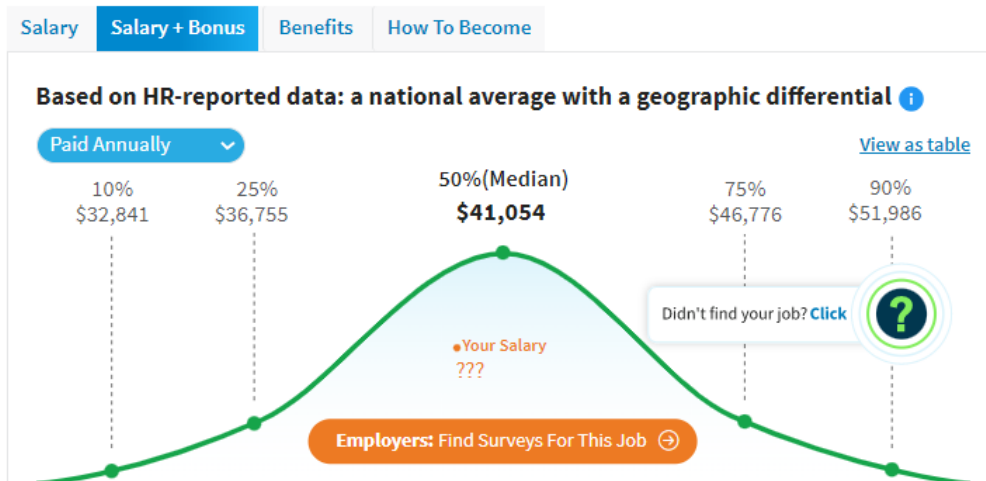 Salary Salary + Bonus Benefits How To Become
Based on HR-reported data: a national average with a geographic differential i
Paid Annually
View as table
10%
$32,841
25%
$36,755
50%(Median)
$41,054
75%
$46,776
90%
$51,986
Didn't find your job? Click
?
Your Salary
???
Employers: Find Surveys For This Job